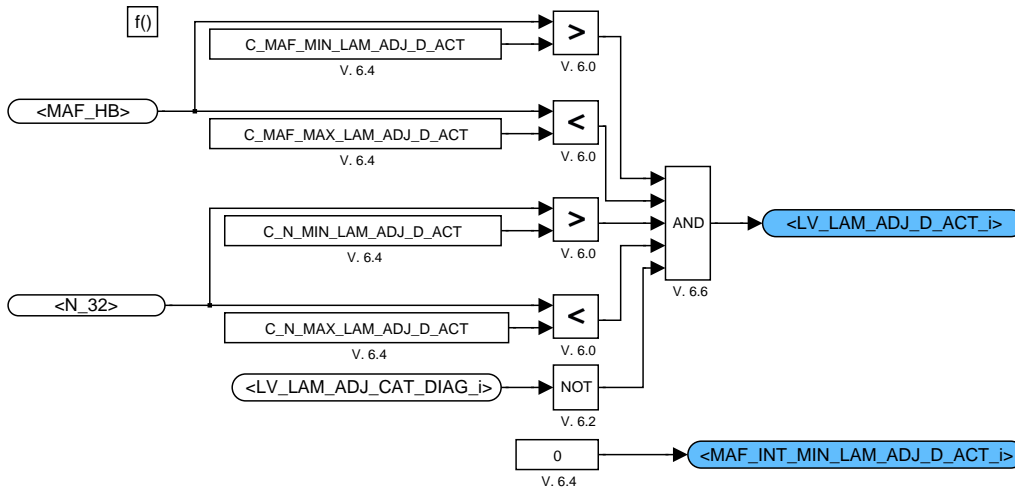 f()
C_MAF_MIN_LAM_ADJ_D_ACT
V. 6.4
>
V. 6.0
<MAF_HB>
C_MAF_MAX_LAM_ADJ_D_ACT
V. 6.4
<
V. 6.0
C_N_MIN_LAM_ADJ_D_ACT
V. 6.4
>
V. 6.0
AND
V. 6.6
<LV_LAM_ADJ_D_ACT_i>
<N_32>
C_N_MAX_LAM_ADJ_D_ACT
V. 6.4
<
V. 6.0
<LV_LAM_ADJ_CAT_DIAG_i>
NOT
V. 6.2
0
V. 6.4
<MAF_INT_MIN_LAM_ADJ_D_ACT_i>